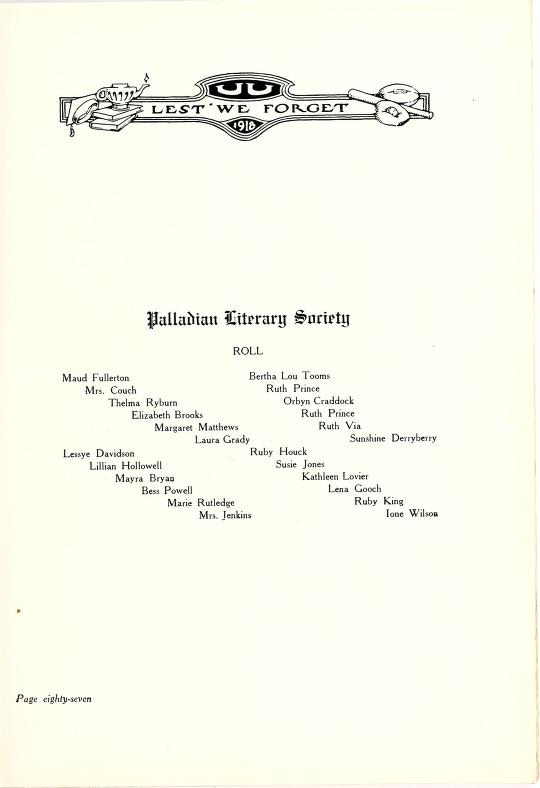 UU
LEST WE FORGET
1918
Palladian Literary Society
ROLL
Maud Fullerton
Mrs. Couch
Thelma Ryburn
Elizabeth Brooks
Margaret Matthews
Laura Grady
Bertha Lou Tooms
Ruth Prince
Orbyn Craddock
Ruth Prince
Ruth Via
Sunshine Derryberry
Lessye Davidson
Lillian Hollowell
Mayra Bryan
Bess Powell
Marie Rutledge
Mrs. Jenkins
Ruby Houck
Susie Jones
Kathleen Lovier
Lena Gooch
Ruby King
Ione Wilson
Page eighty-seven